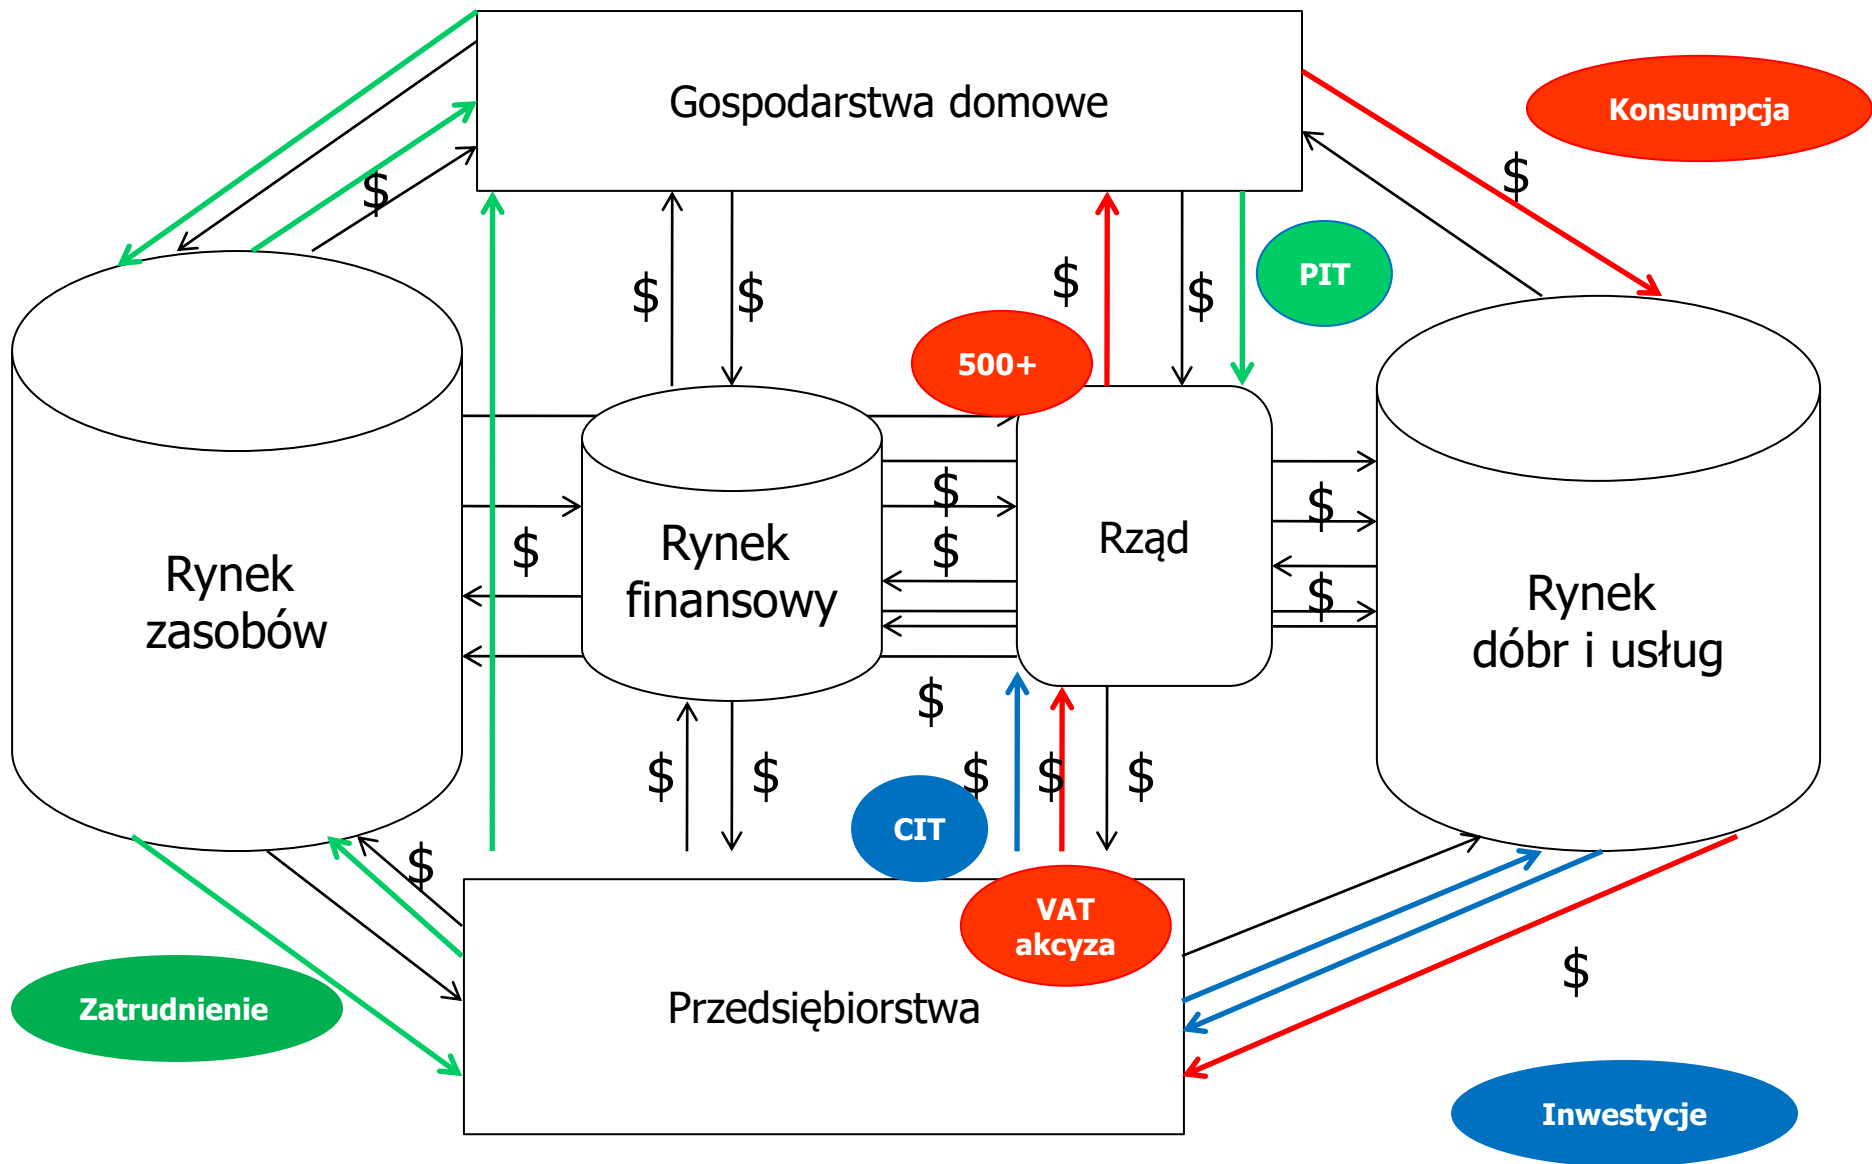 Gospodarstwa domowe
Konsumpcja
$
$
$
$
$
$
PIT
500+
$
$
$
$
Rynek
zasobów
Rynek
finansowy
Rząd
$
$
Rynek
dóbr i usług
$
$
$
$
$
$
CIT
$
VAT
akcyza
$
Zatrudnienie
Przedsiębiorstwa
Inwestycje